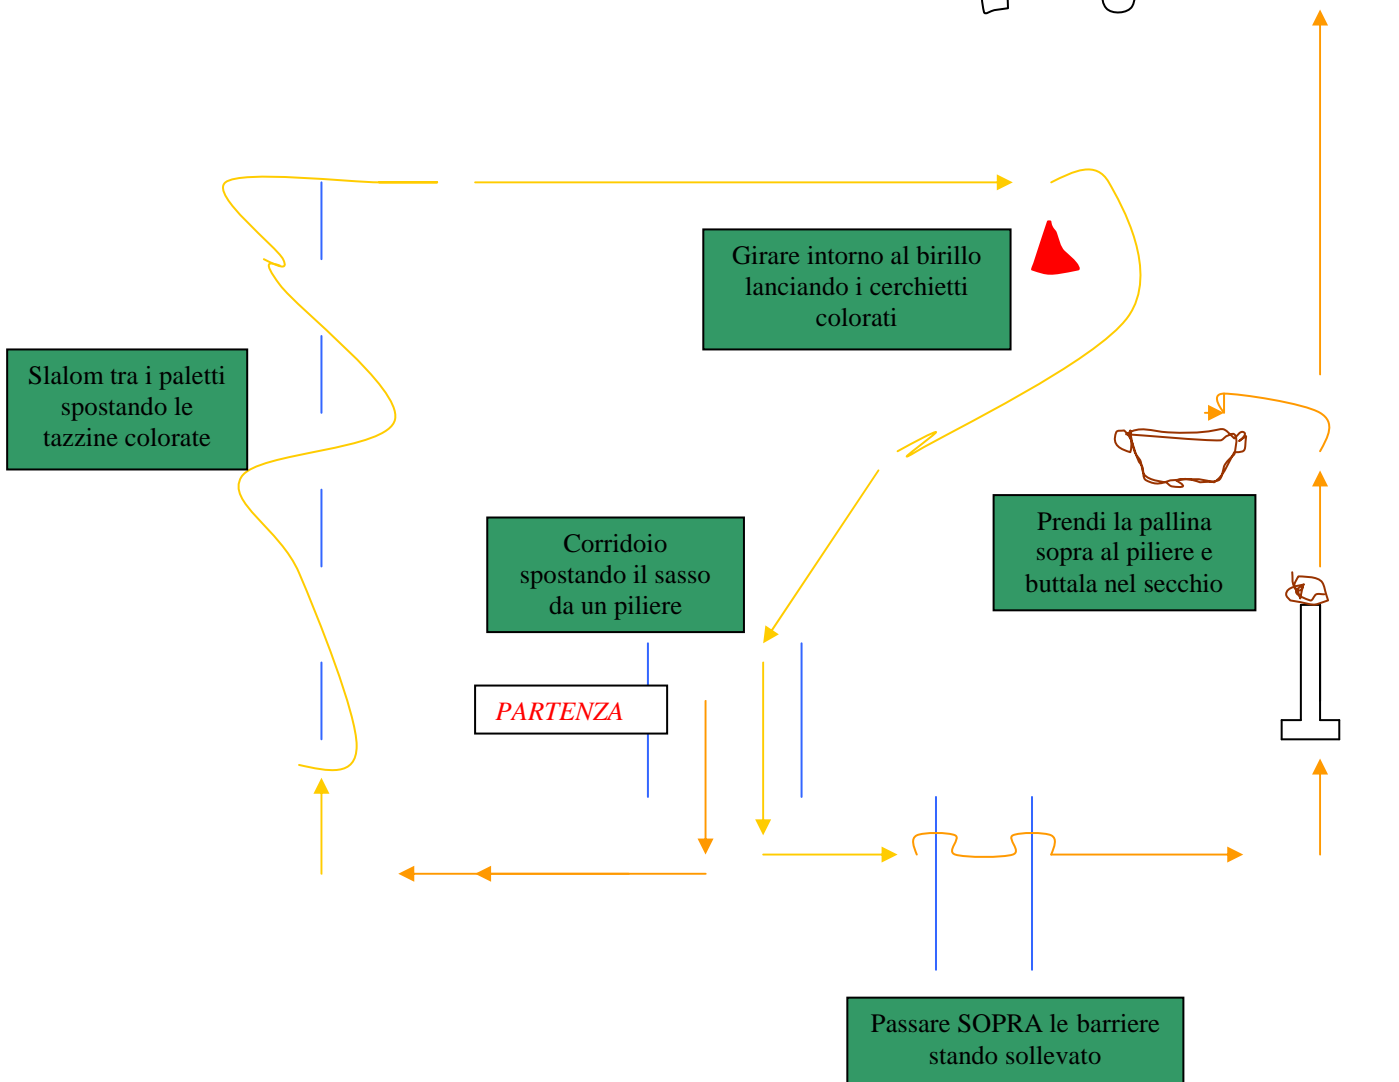 Girare intorno al birillo
lanciando i cerchietti
colorati
Slalom tra i paletti
spostando le
tazzine colorate
Corridoio
spostando il sasso
da un piliere
Prendi la pallina
sopra al piliere e
buttala nel secchio
PARTENZA
Passare SOPRA le barriere
stando sollevato